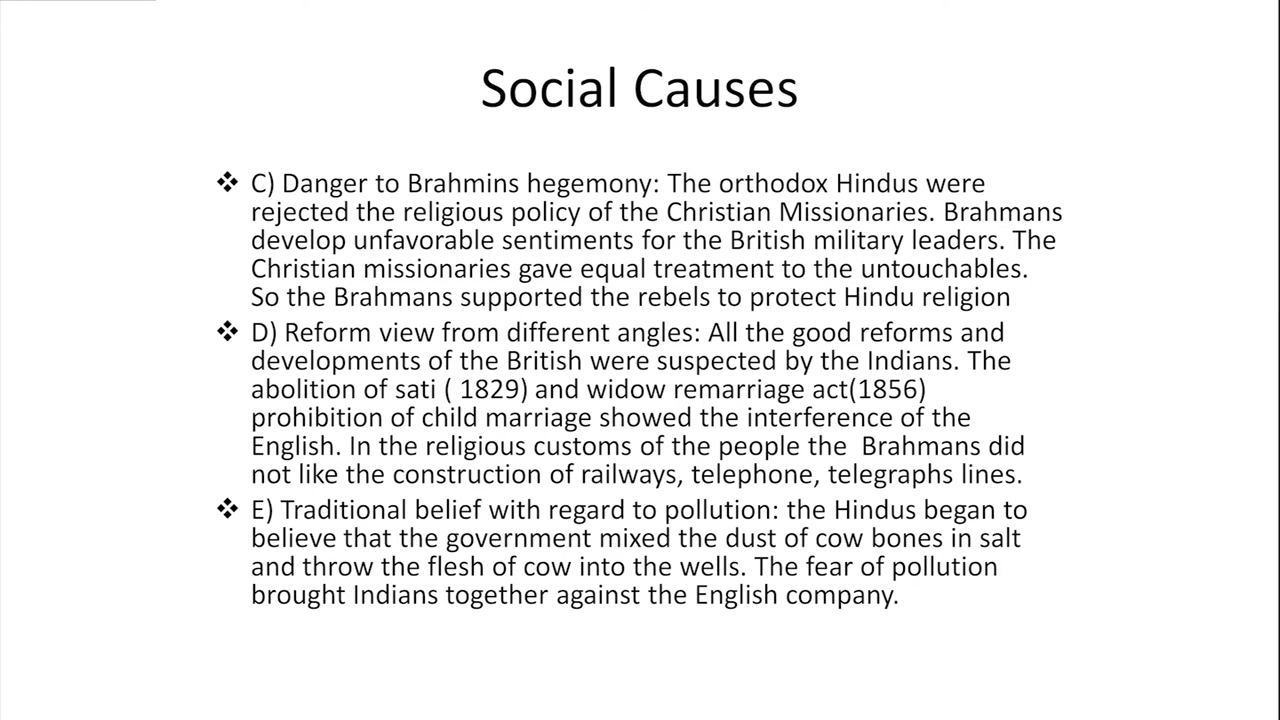 Social Causes
❖ C) Danger to Brahmins hegemony: The orthodox Hindus were
rejected the religious policy of the Christian Missionaries. Brahmans
develop unfavorable sentiments for the British military leaders. The
Christian missionaries gave equal treatment to the untouchables.
So the Brahmans supported the rebels to protect Hindu religion
❖ D) Reform view from different angles: All the good reforms and
developments of the British were suspected by the Indians. The
abolition of sati ( 1829) and widow remarriage act(1856)
prohibition of child marriage showed the interference of the
English. In the religious customs of the people the  Brahmans did
not like the construction of railways, telephone, telegraphs lines.
❖ E) Traditional belief with regard to pollution: the Hindus began to
believe that the government mixed the dust of cow bones in salt
and throw the flesh of cow into the wells. The fear of pollution
brought Indians together against the English company.